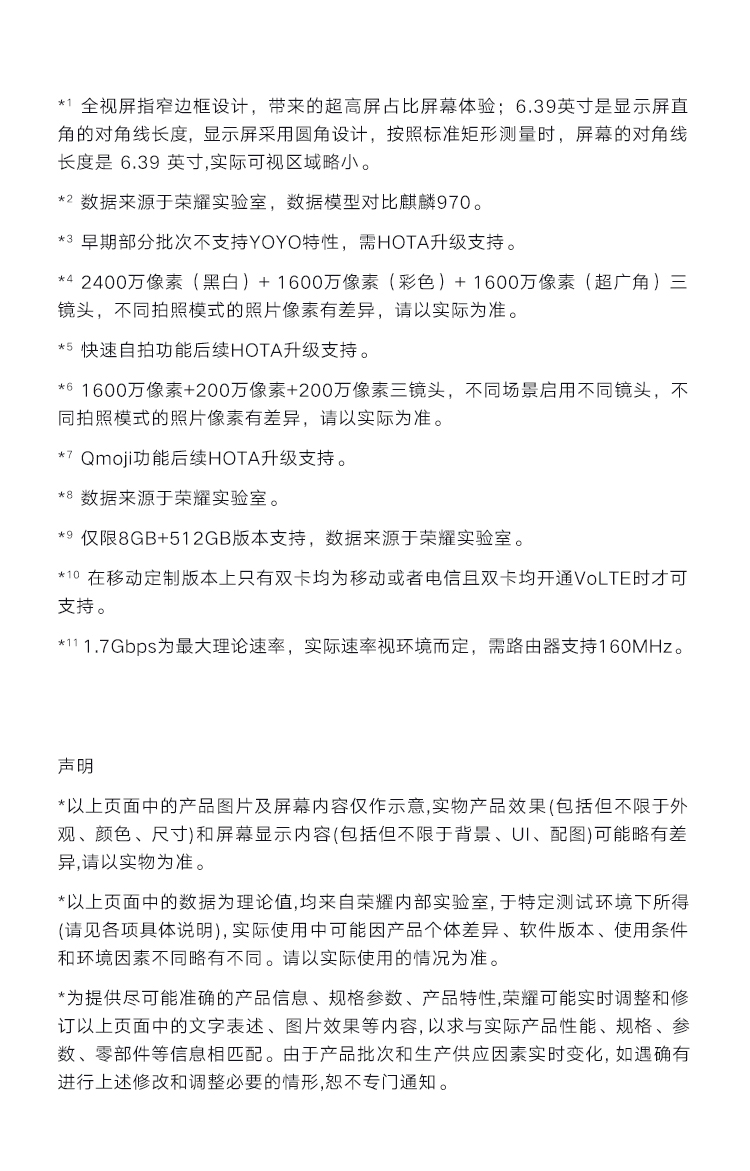 *1 全视屏指窄边框设计，带来的超高屏占比屏幕体验；6.39英寸是显示屏直
角的对角线长度, 显示屏采用圆角设计，按照标准矩形测量时，屏幕的对角线
长度是 6.39 英寸,实际可视区域略小。
*2 数据来源于荣耀实验室，数据模型对比麒麟970。
*3 早期部分批次不支持YOYO特性，需HOTA升级支持。
*4 2400万像素（黑白）+ 1600万像素（彩色）+ 1600万像素（超广角）三
镜头，不同拍照模式的照片像素有差异，请以实际为准。
*5 快速自拍功能后续HOTA升级支持。
*6 1600万像素+200万像素+200万像素三镜头，不同场景启用不同镜头，不
同拍照模式的照片像素有差异，请以实际为准。
*7 Qmoji功能后续HOTA升级支持。
*8 数据来源于荣耀实验室。
*9 仅限8GB+512GB版本支持，数据来源于荣耀实验室。
*10 在移动定制版本上只有双卡均为移动或者电信且双卡均开通VoLTE时才可
支持。
*11 1.7Gbps为最大理论速率，实际速率视环境而定，需路由器支持160MHz。
声明
*以上页面中的产品图片及屏幕内容仅作示意,实物产品效果(包括但不限于外
观、颜色、尺寸)和屏幕显示内容(包括但不限于背景、UI、配图)可能略有差
异,请以实物为准。
*以上页面中的数据为理论值,均来自荣耀内部实验室,于特定测试环境下所得
(请见各项具体说明), 实际使用中可能因产品个体差异、软件版本、使用条件
和环境因素不同略有不同。请以实际使用的情况为准。
*为提供尽可能准确的产品信息、规格参数、产品特性,荣耀可能实时调整和修
订以上页面中的文字表述、图片效果等内容, 以求与实际产品性能、规格、参
数、零部件等信息相匹配。由于产品批次和生产供应因素实时变化, 如遇确有
进行上述修改和调整必要的情形,恕不专门通知。